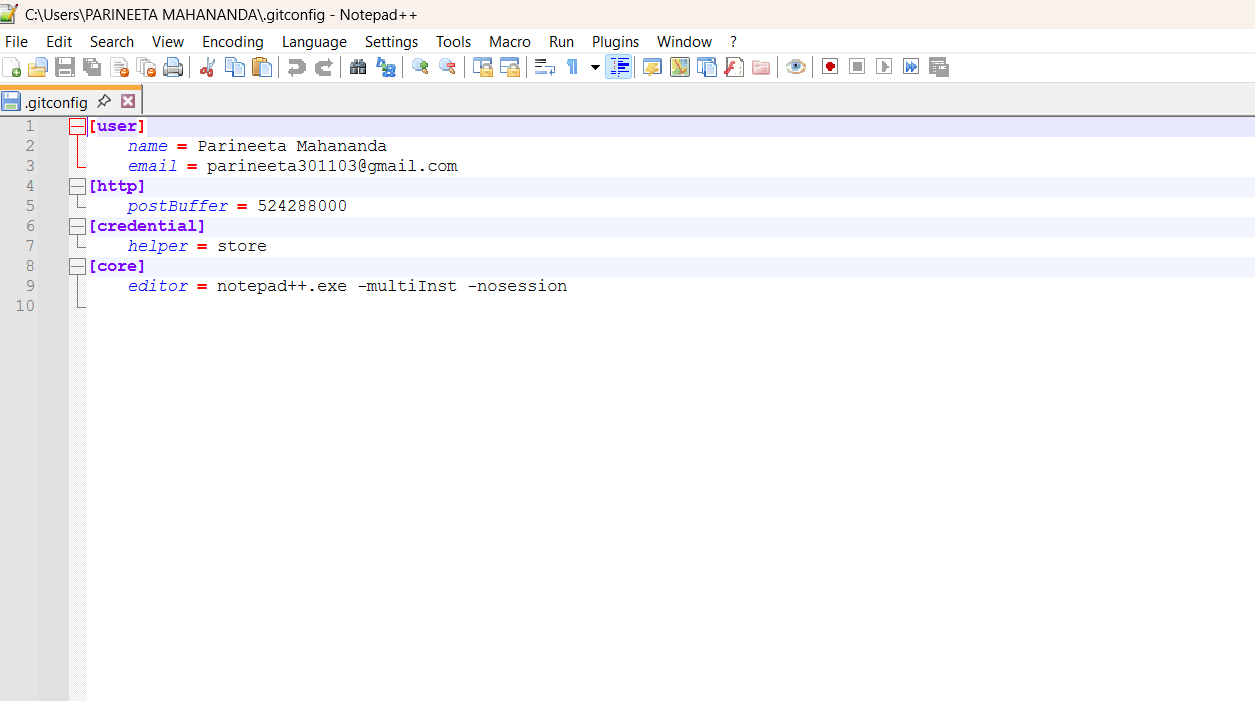 C:\Users\PARINEETA MAHANANDA\.gitconfig - Notepad++
File Edit Search View Encoding Language Settings Tools Macro Run Plugins Window ?
.gitconfig
1 [user]
2 name = Parineeta Mahananda
3 email = parineeta301103@gmail.com
4 [http]
5 postBuffer = 524288000
6 [credential]
7 helper = store
8 [core]
9 editor = notepad++.exe -multiInst -nosession
10